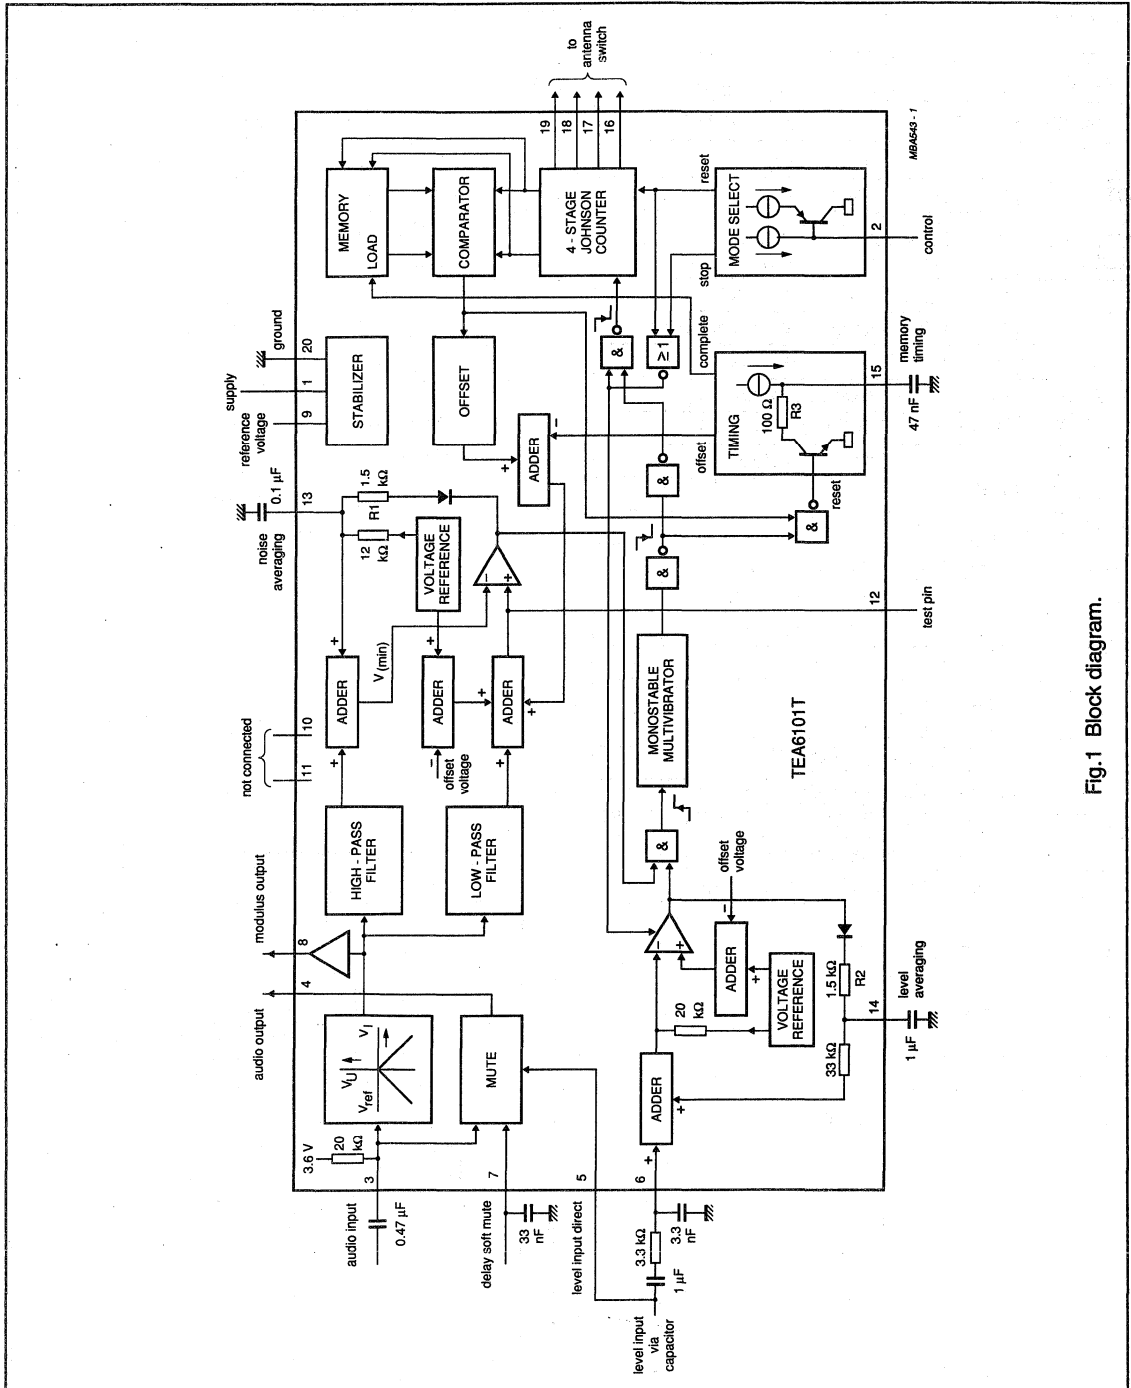 to
antenna
switch
19
18
17
16
MBA543 - 1
MEMORY
LOAD
COMPARATOR
4 - STAGE
JOHNSON
COUNTER
reset
MODE SELECT
stop
2
control
ground
20
supply
1
reference
voltage
9
STABILIZER
OFFSET
&
≥ 1
complete
100 Ω
R3
TIMING
offset
reset
15
memory
timing
47 nF
0.1 µF
13
noise
averaging
1.5
kΩ
R1
12
kΩ
VOLTAGE
REFERENCE
+
ADDER
−
&
&
&
not connected
10
11
+
ADDER
+
V(min)
+
ADDER
−
offset
voltage
−
+
+
ADDER
+
+
12
test pin
MONOSTABLE
MULTIVIBRATOR
TEA6101T
modulus output
8
audio output
4
HIGH - PASS
FILTER
LOW - PASS
FILTER
&
offset
voltage
−
+
−
ADDER
+
VOLTAGE
REFERENCE
20
kΩ
1.5 kΩ
R2
14
level
averaging
1 µF
33 kΩ
VU
VI
Vref
MUTE
ADDER
+
+
3.6 V
20
kΩ
3
audio input
0.47 µF
7
delay soft mute
33
nF
5
level input direct
6
3.3 kΩ
3.3
nF
1 µF
level input
via
capacitor
Fig.1 Block diagram.